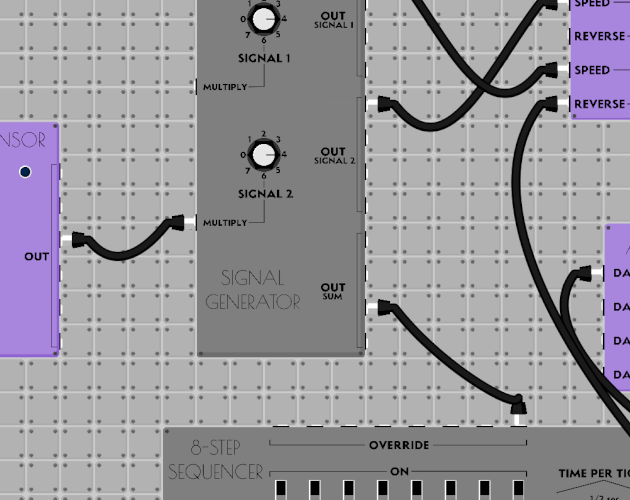 SPEED
REVERSE
SPEED
REVERSE
OUT
SIGNAL 1
1
0
4
7
6
5
SIGNAL 1
MULTIPLY
OUT
SIGNAL 2
1
2
3
0
4
7
6
5
SIGNAL 2
MULTIPLY
NSOR
OUT
SIGNAL
GENERATOR
OUT
SUM
DA
DA
DA
DA
8-STEP
SEQUENCER
OVERRIDE
ON
TIME PER TI